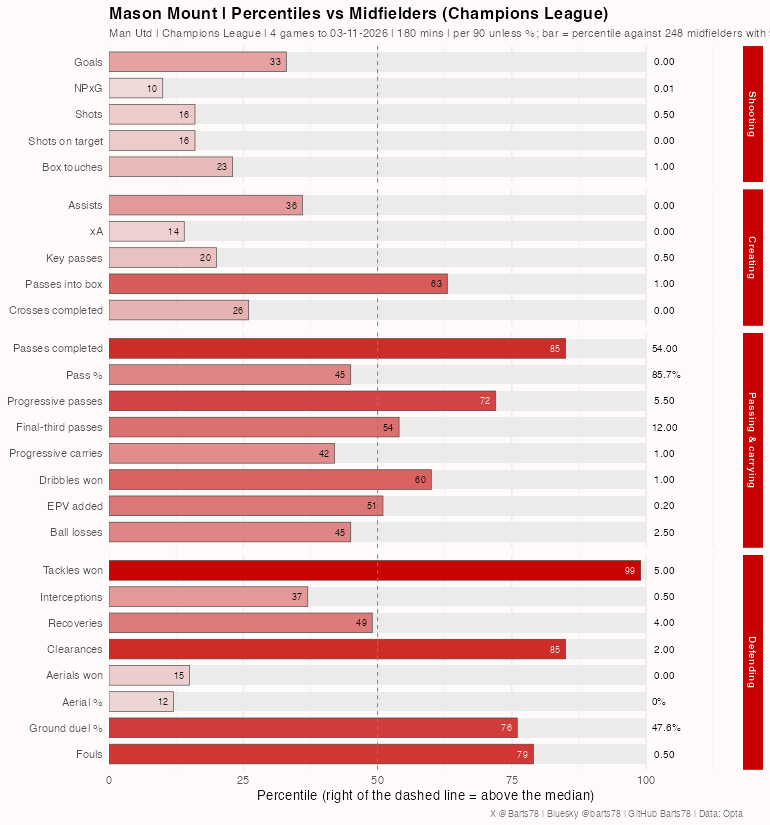 Mason Mount | Percentiles vs Midfielders (Champions League)
Man Utd | Champions League | 4 games to 03-11-2026 | 180 mins | per 90 unless %; bar = percentile against 248 midfielders with
Goals 33 0.00
NPxG 10 0.01
Shots 16 0.50
Shots on target 16 0.00
Box touches 23 1.00
Shooting
Assists 36 0.00
xA 14 0.00
Key passes 20 0.50
Passes into box 63 1.00
Crosses completed 26 0.00
Creating
Passes completed 85 54.00
Pass % 45 85.7%
Progressive passes 72 5.50
Final-third passes 54 12.00
Progressive carries 42 1.00
Dribbles won 60 1.00
EPV added 51 0.20
Ball losses 45 2.50
Passing & carrying
Tackles won 99 5.00
Interceptions 37 0.50
Recoveries 49 4.00
Clearances 85 2.00
Aerials won 15 0.00
Aerial % 12 0%
Ground duel % 76 47.6%
Fouls 79 0.50
Defending
0 25 50 75 100
Percentile (right of the dashed line = above the median)
X @Barts78 | Bluesky @barts78 | GitHub Barts78 | Data: Opta